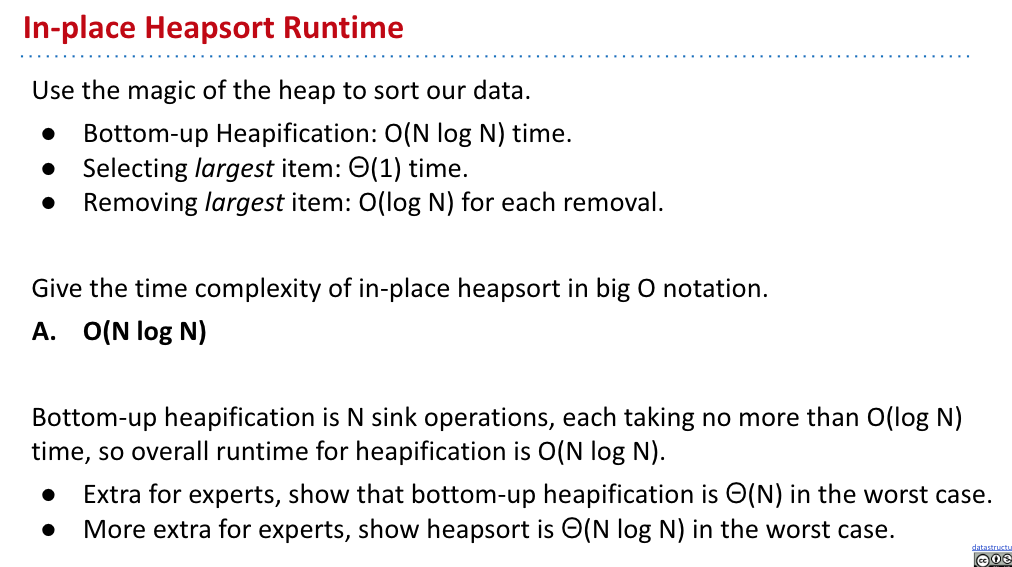 In-place Heapsort Runtime
Use the magic of the heap to sort our data.
● Bottom-up Heapification: O(N log N) time.
● Selecting largest item: Θ(1) time.
● Removing largest item: O(log N) for each removal.
Give the time complexity of in-place heapsort in big O notation.
A. O(N log N)
Bottom-up heapification is N sink operations, each taking no more than O(log N)
time, so overall runtime for heapification is O(N log N).
● Extra for experts, show that bottom-up heapification is Θ(N) in the worst case.
● More extra for experts, show heapsort is Θ(N log N) in the worst case.
datastructu